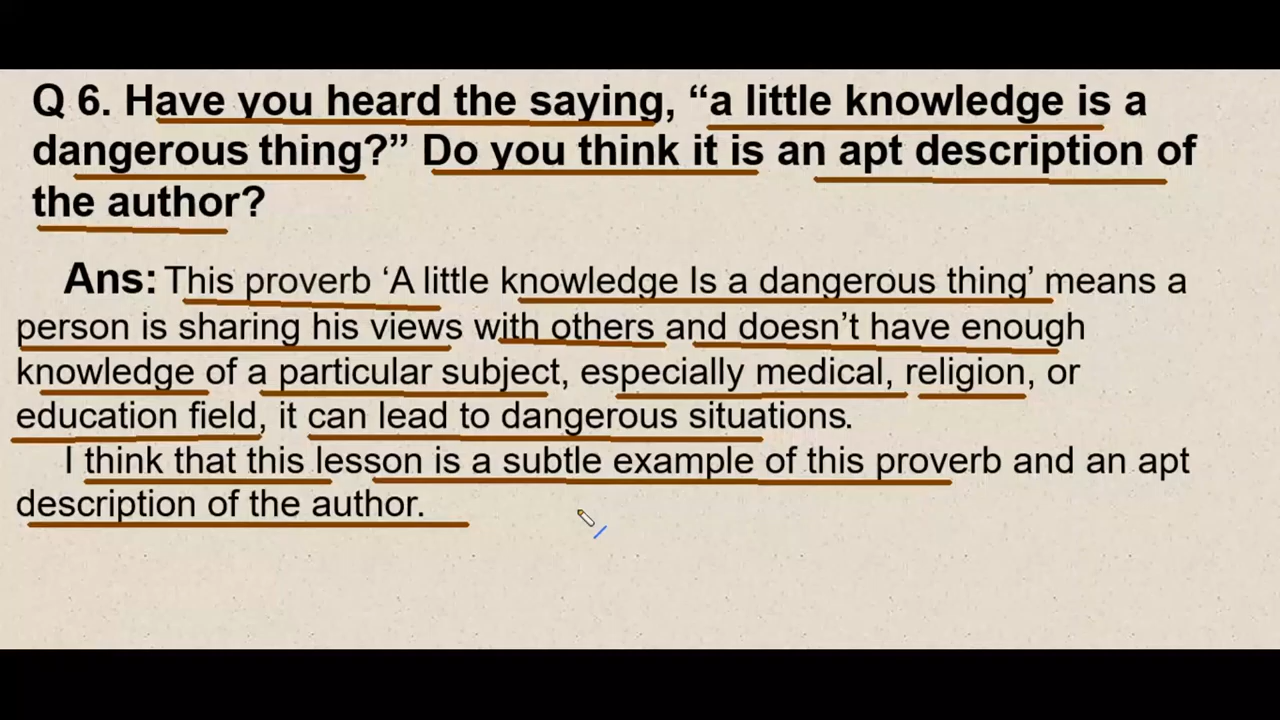 Q 6. Have you heard the saying, “a little knowledge is a
dangerous thing?” Do you think it is an apt description of
the author?
Ans: This proverb ‘A little knowledge Is a dangerous thing’ means a
person is sharing his views with others and doesn’t have enough
knowledge of a particular subject, especially medical, religion, or
education field, it can lead to dangerous situations.
I think that this lesson is a subtle example of this proverb and an apt
description of the author.